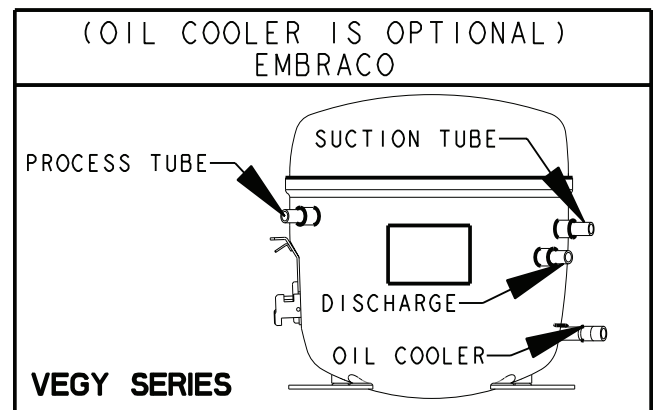 (OIL COOLER IS OPTIONAL)
EMBRACO
SUCTION TUBE
PROCESS TUBE
DISCHARGE
OIL COOLER
VEGY SERIES